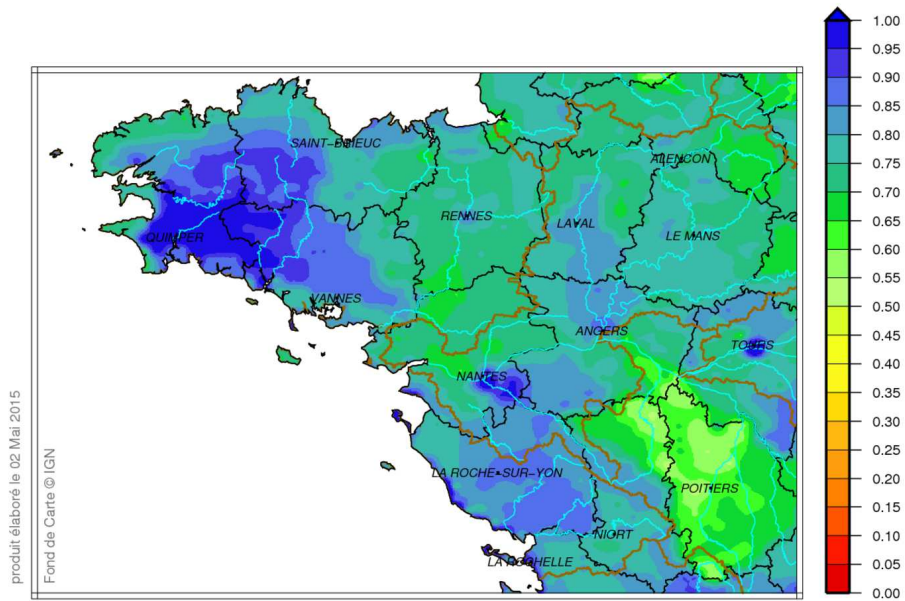 SAINT-BRIEUC
ALENCON
QUIMPER
RENNES
LAVAL
LE MANS
VANNES
ANGERS
TOURS
NANTES
LA ROCHE-SUR-YON
POITIERS
NIORT
LA ROCHELLE
1.00
0.95
0.90
0.85
0.80
0.75
0.70
0.65
0.60
0.55
0.50
0.45
0.40
0.35
0.30
0.25
0.20
0.15
0.10
0.05
0.00
produit élaboré le 02 Mai 2015
Fond de Carte © IGN